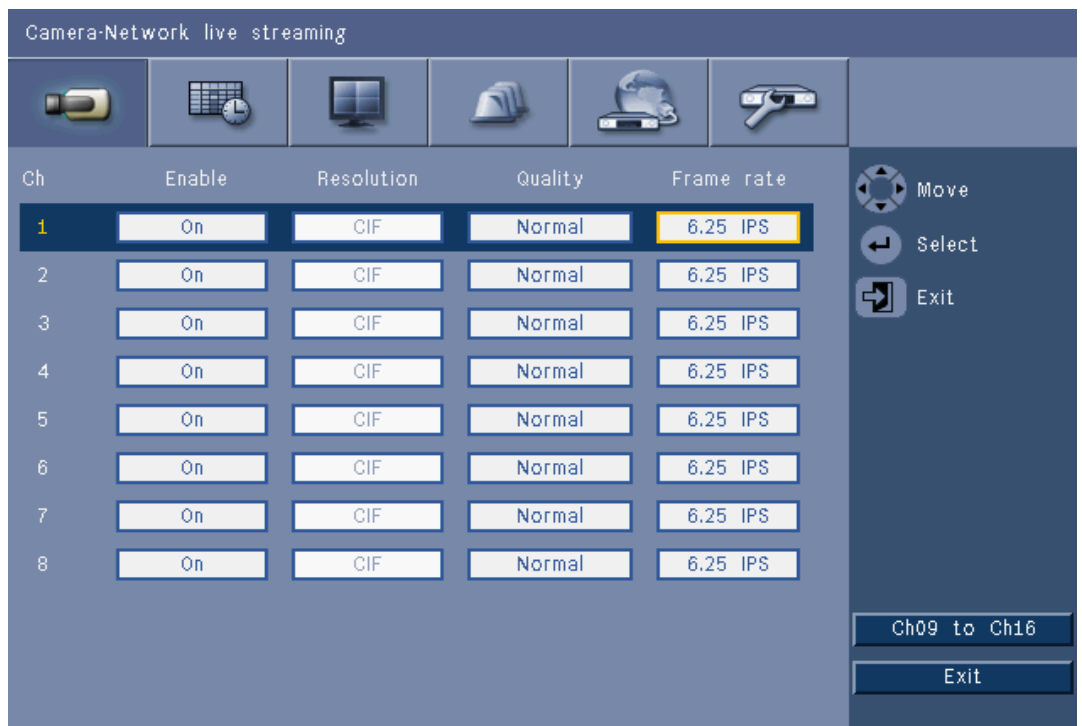 Camera-Network live streaming
Ch Enable Resolution Quality Frame rate
1 On CIF Normal 6.25 IPS
2 On CIF Normal 6.25 IPS
3 On CIF Normal 6.25 IPS
4 On CIF Normal 6.25 IPS
5 On CIF Normal 6.25 IPS
6 On CIF Normal 6.25 IPS
7 On CIF Normal 6.25 IPS
8 On CIF Normal 6.25 IPS
Move
Select
Exit
Ch09 to Ch16
Exit